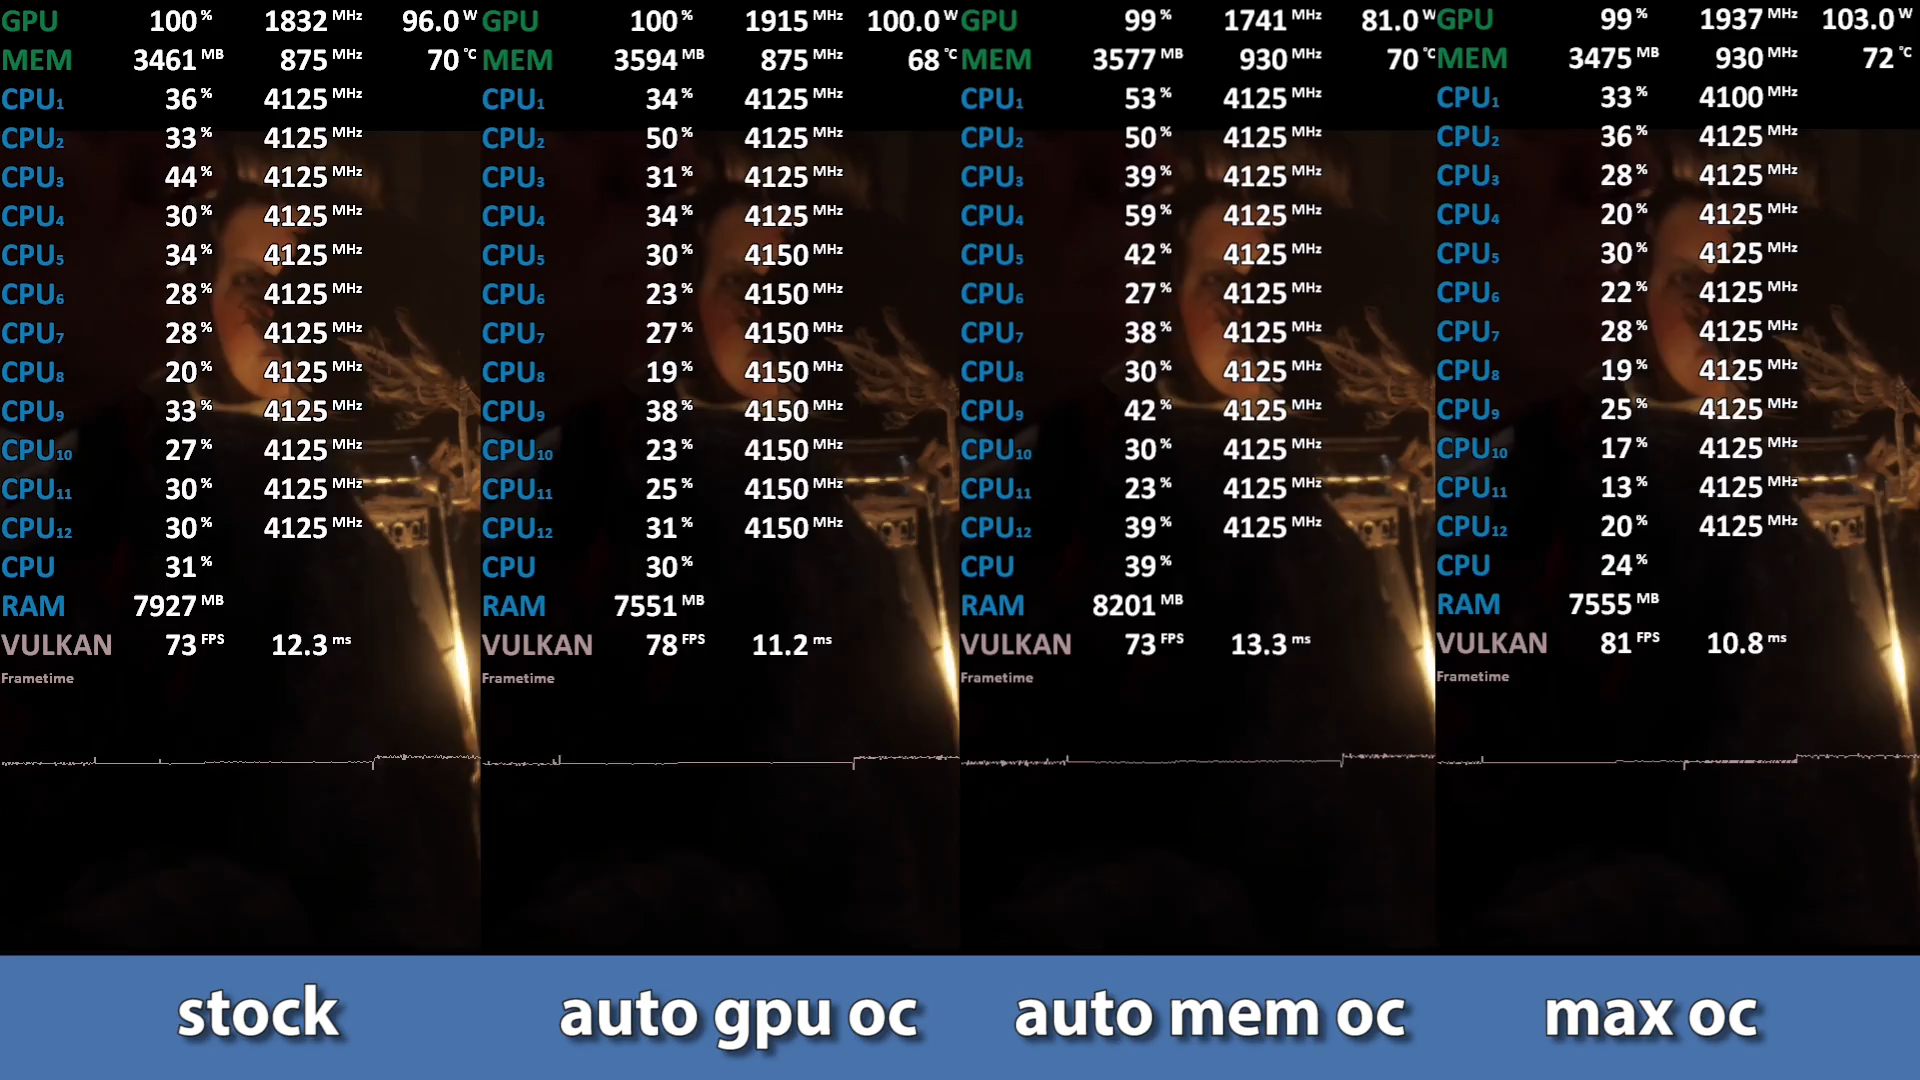 GPU 100 % 1832 MHz 96.0 W GPU 100 % 1915 MHz 100.0 W GPU 99 % 1741 MHz 81.0 W GPU 99 % 1937 MHz 103.0 W
MEM 3461 MB 875 MHz 70 °C MEM 3594 MB 875 MHz 68 °C MEM 3577 MB 930 MHz 70 °C MEM 3475 MB 930 MHz 72 °C
CPU1 36 % 4125 MHz CPU1 34 % 4125 MHz CPU1 53 % 4125 MHz CPU1 33 % 4100 MHz
CPU2 33 % 4125 MHz CPU2 50 % 4125 MHz CPU2 50 % 4125 MHz CPU2 36 % 4125 MHz
CPU3 44 % 4125 MHz CPU3 31 % 4125 MHz CPU3 39 % 4125 MHz CPU3 28 % 4125 MHz
CPU4 30 % 4125 MHz CPU4 34 % 4125 MHz CPU4 59 % 4125 MHz CPU4 20 % 4125 MHz
CPU5 34 % 4125 MHz CPU5 30 % 4150 MHz CPU5 42 % 4125 MHz CPU5 30 % 4125 MHz
CPU6 28 % 4125 MHz CPU6 23 % 4150 MHz CPU6 27 % 4125 MHz CPU6 22 % 4125 MHz
CPU7 28 % 4125 MHz CPU7 27 % 4150 MHz CPU7 38 % 4125 MHz CPU7 28 % 4125 MHz
CPU8 20 % 4125 MHz CPU8 19 % 4150 MHz CPU8 30 % 4125 MHz CPU8 19 % 4125 MHz
CPU9 33 % 4125 MHz CPU9 38 % 4150 MHz CPU9 42 % 4125 MHz CPU9 25 % 4125 MHz
CPU10 27 % 4125 MHz CPU10 23 % 4150 MHz CPU10 30 % 4125 MHz CPU10 17 % 4125 MHz
CPU11 30 % 4125 MHz CPU11 25 % 4150 MHz CPU11 23 % 4125 MHz CPU11 13 % 4125 MHz
CPU12 30 % 4125 MHz CPU12 31 % 4150 MHz CPU12 39 % 4125 MHz CPU12 20 % 4125 MHz
CPU 31 % CPU 30 % CPU 39 % CPU 24 %
RAM 7927 MB RAM 7551 MB RAM 8201 MB RAM 7555 MB
VULKAN 73 FPS 12.3 ms VULKAN 78 FPS 11.2 ms VULKAN 73 FPS 13.3 ms VULKAN 81 FPS 10.8 ms
Frametime Frametime Frametime Frametime
stock auto gpu oc auto mem oc max oc